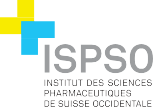 ISPSO
INSTITUT DES SCIENCES
PHARMACEUTIQUES
DE SUISSE OCCIDENTALE